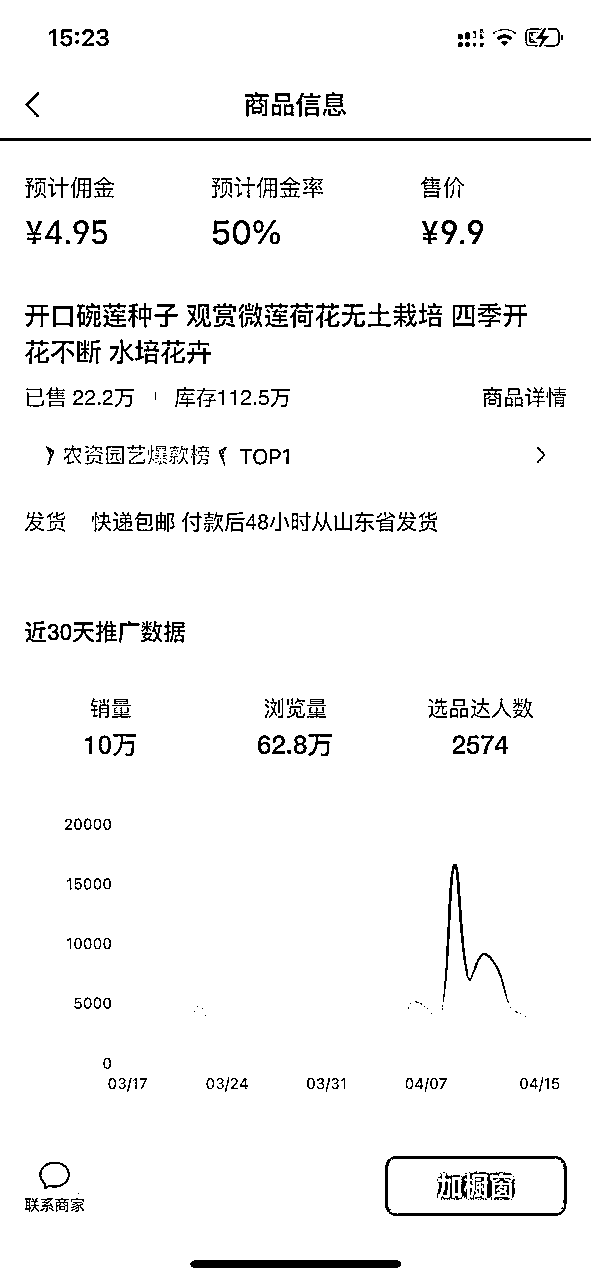 15:23
商品信息
预计佣金 预计佣金率 售价
¥4.95 50% ¥9.9
开口碗莲种子 观赏微莲荷花无土栽培 四季开
花不断 水培花卉
已售 22.2万 库存112.5万 商品详情
农资园艺爆款榜 TOP1
发货 快递包邮 付款后48小时从山东省发货
近30天推广数据
销量 浏览量 选品达人数
10万 62.8万 2574
20000
15000
10000
5000
0
03/17 03/24 03/31 04/07 04/15
联系商家
加橱窗